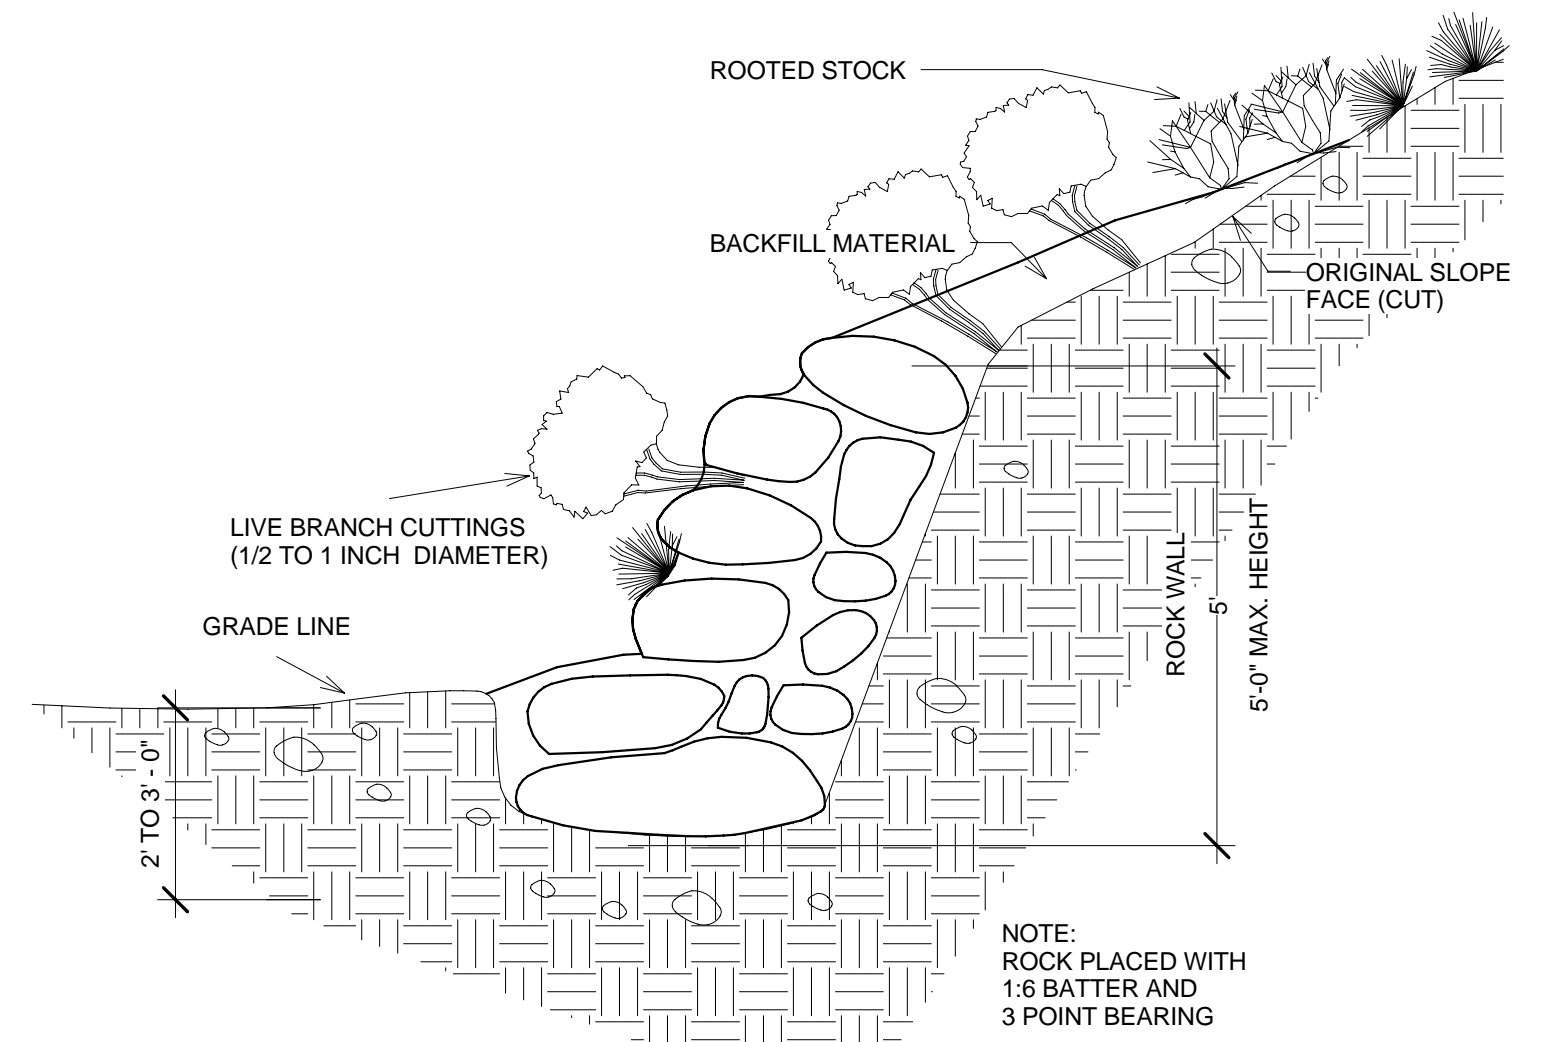 ROOTED STOCK
BACKFILL MATERIAL
ORIGINAL SLOPE
FACE (CUT)
LIVE BRANCH CUTTINGS
(1/2 TO 1 INCH  DIAMETER)
GRADE LINE
2' TO 3' - 0"
ROCK WALL
5'
5'-0" MAX. HEIGHT
NOTE:
ROCK PLACED WITH
1:6 BATTER AND
3 POINT BEARING